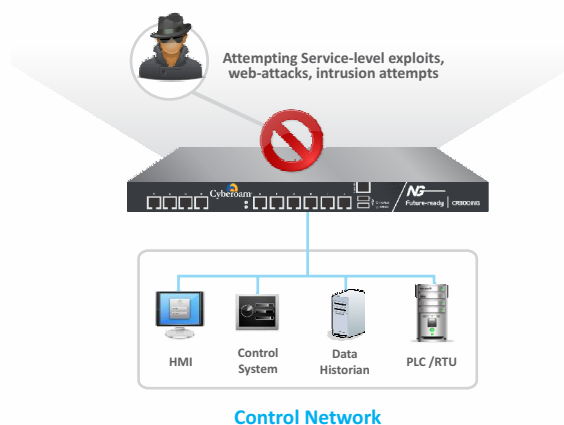 Attempting Service-level exploits,
web-attacks, intrusion attempts
Cyberoam
NG
Future-ready | CR300iNG
HMI
Control
System
Data
Historian
PLC /RTU
Control Network